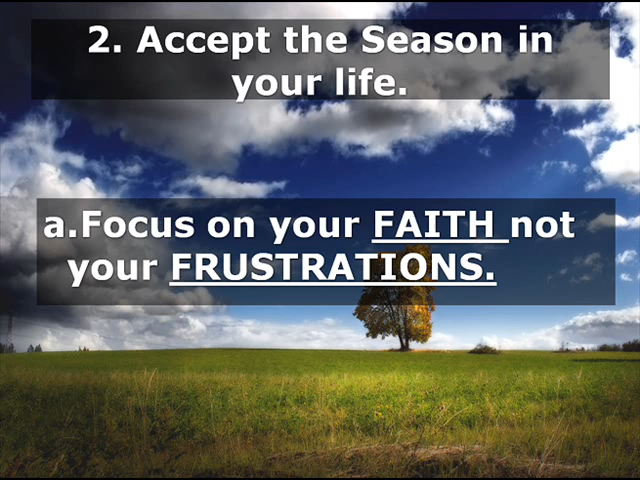 2. Accept the Season in
your life.
a.Focus on your FAITH not
your FRUSTRATIONS.